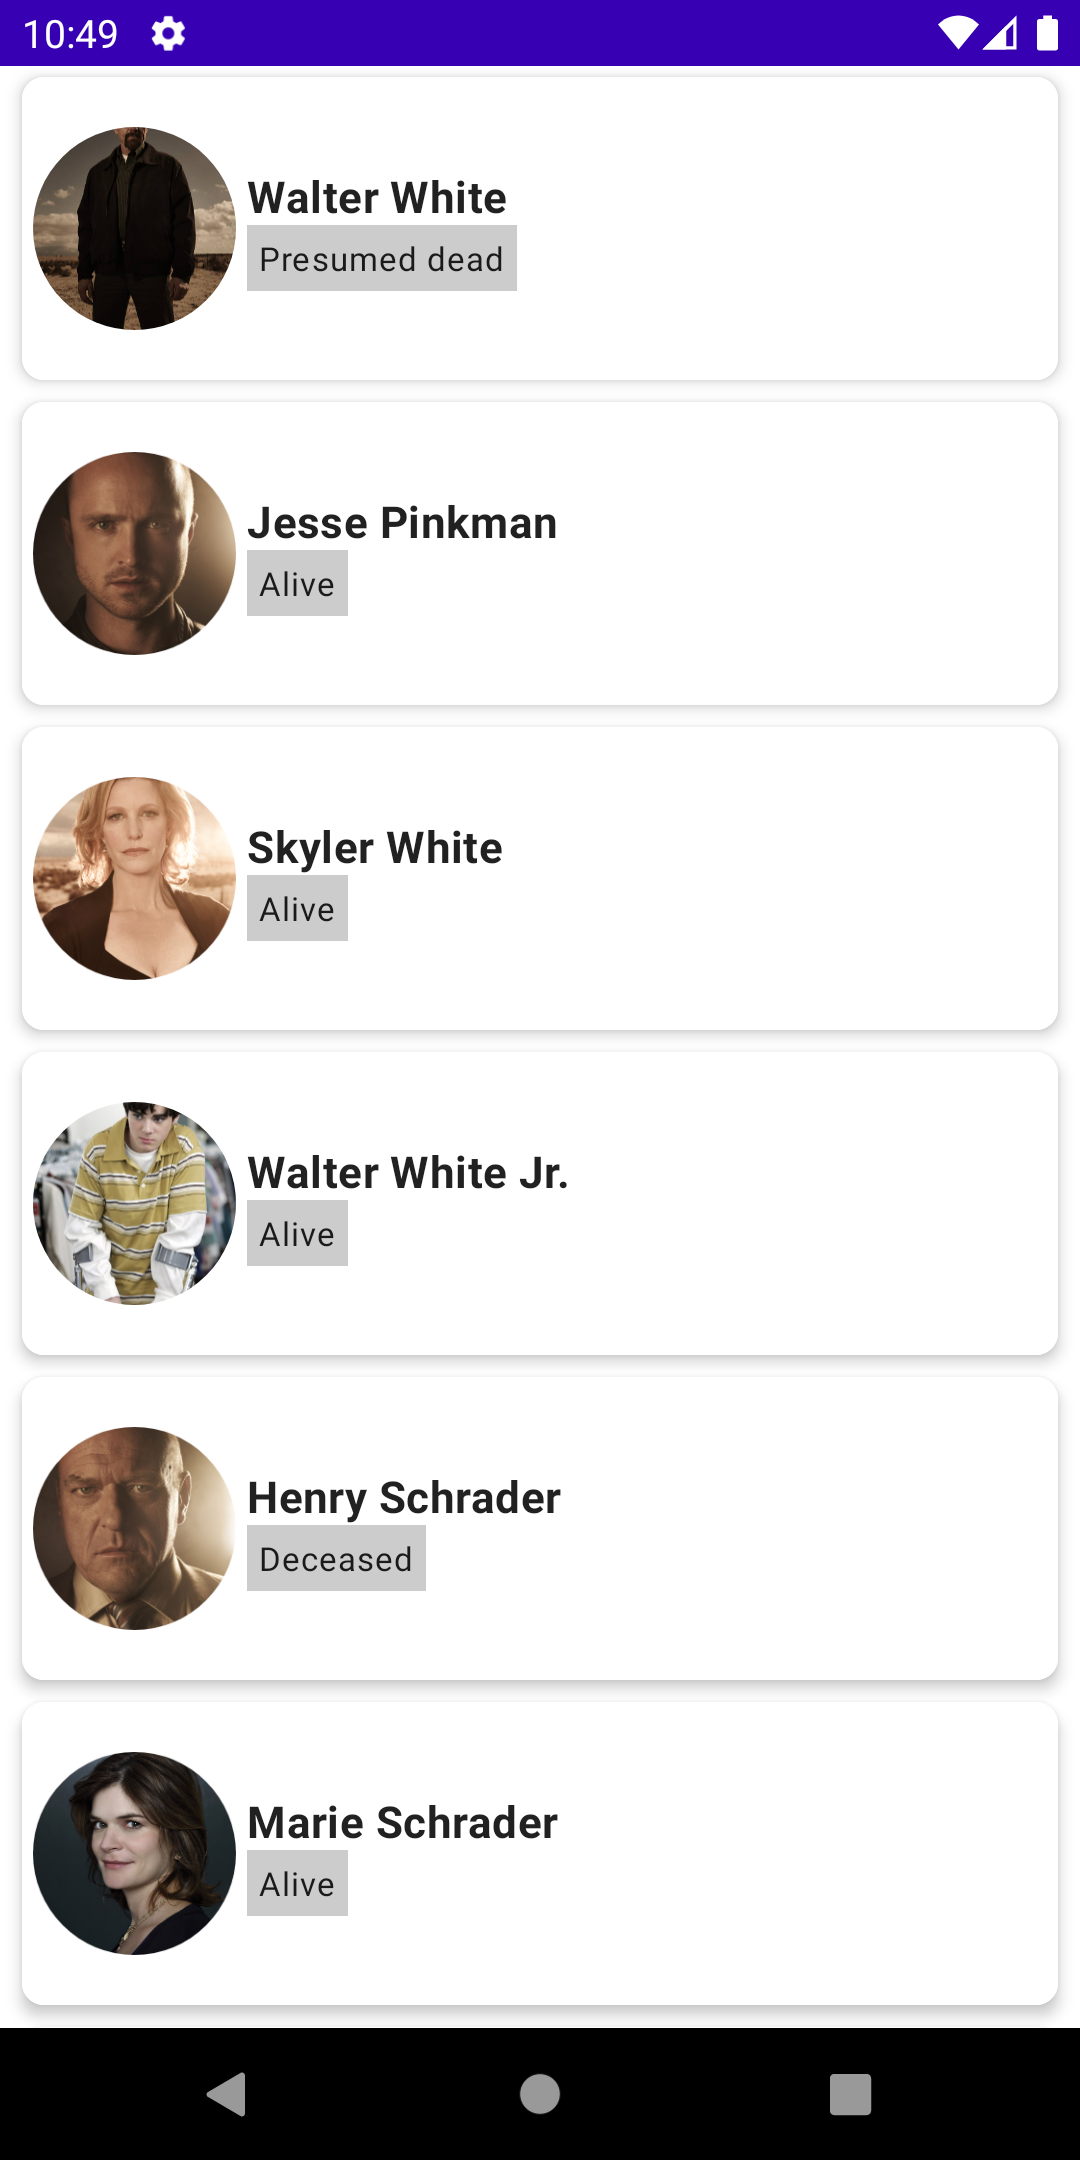 10:49
Walter White
Presumed dead
Jesse Pinkman
Alive
Skyler White
Alive
Walter White Jr.
Alive
Henry Schrader
Deceased
Marie Schrader
Alive